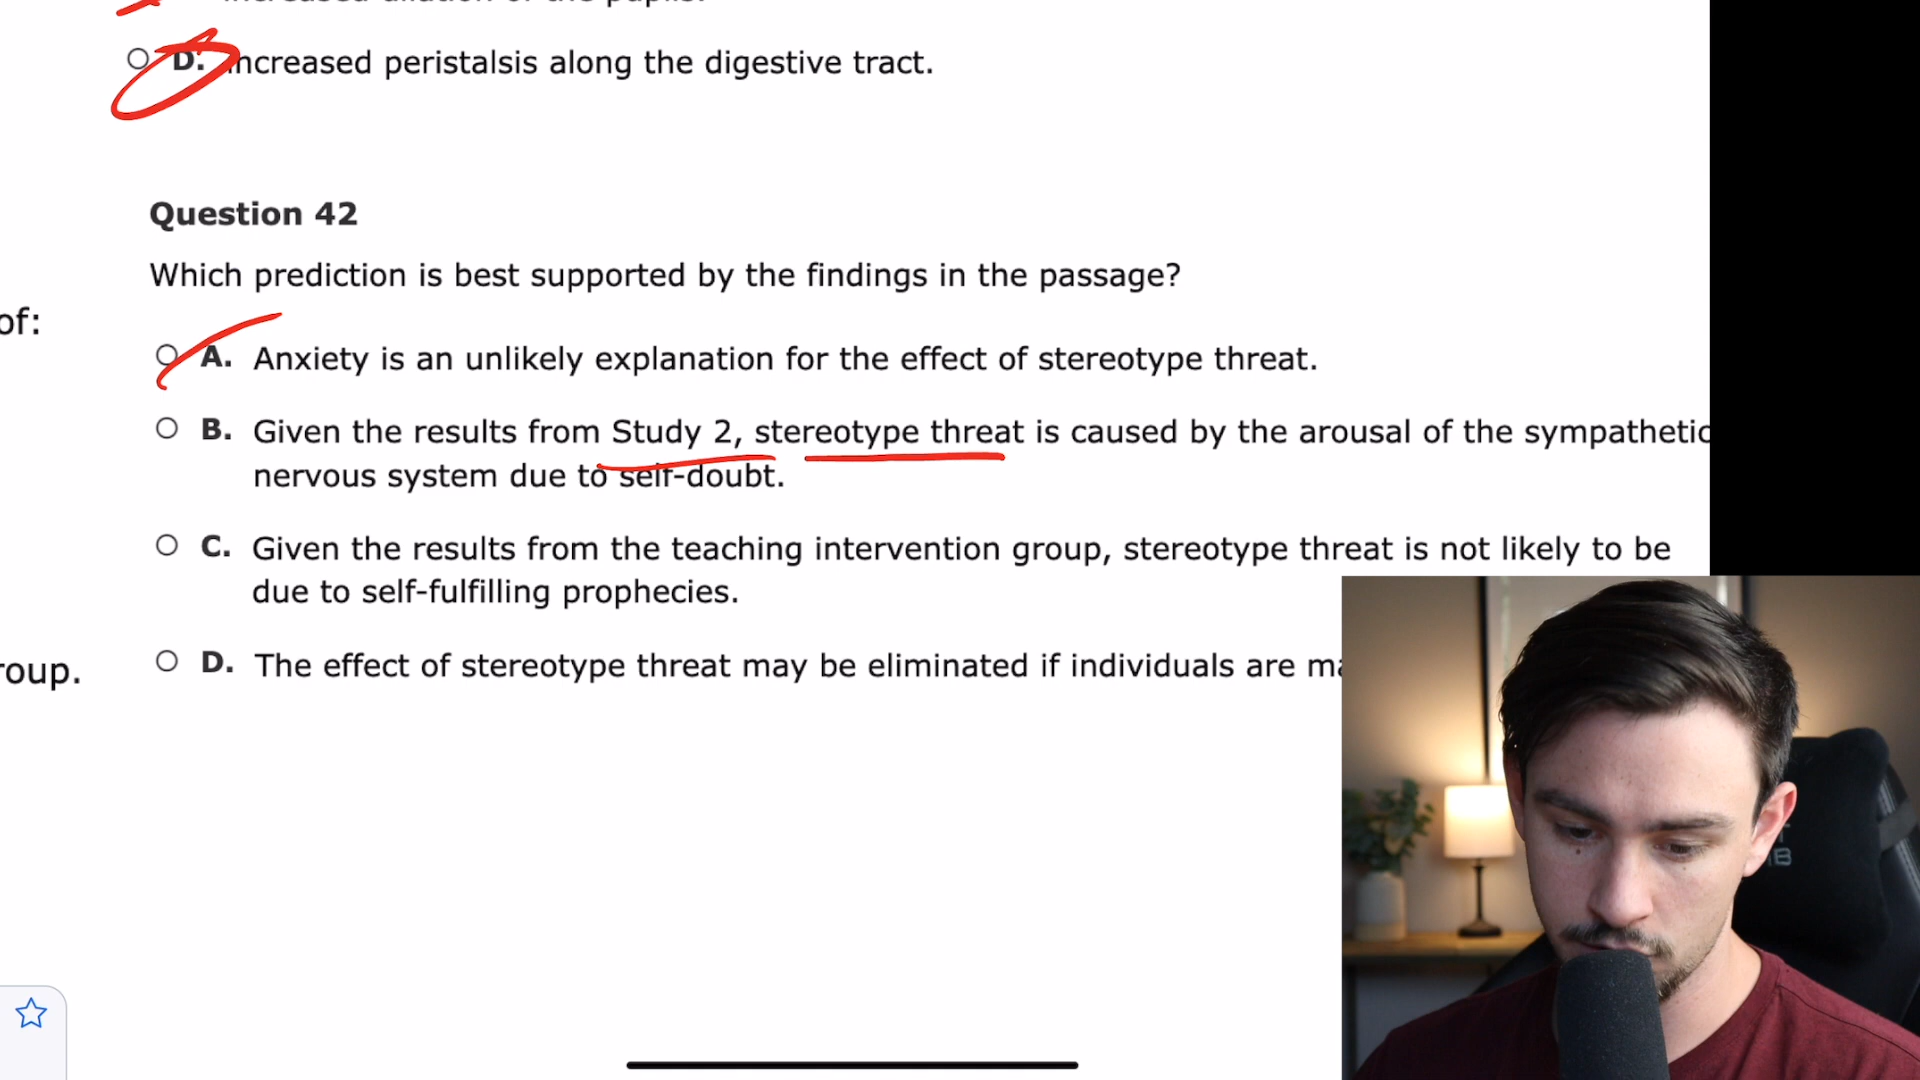 D. increased peristalsis along the digestive tract.
Question 42
Which prediction is best supported by the findings in the passage?
of:
A. Anxiety is an unlikely explanation for the effect of stereotype threat.
B. Given the results from Study 2, stereotype threat is caused by the arousal of the sympathetic
nervous system due to self-doubt.
C. Given the results from the teaching intervention group, stereotype threat is not likely to be
due to self-fulfilling prophecies.
D. The effect of stereotype threat may be eliminated if individuals are
roup.